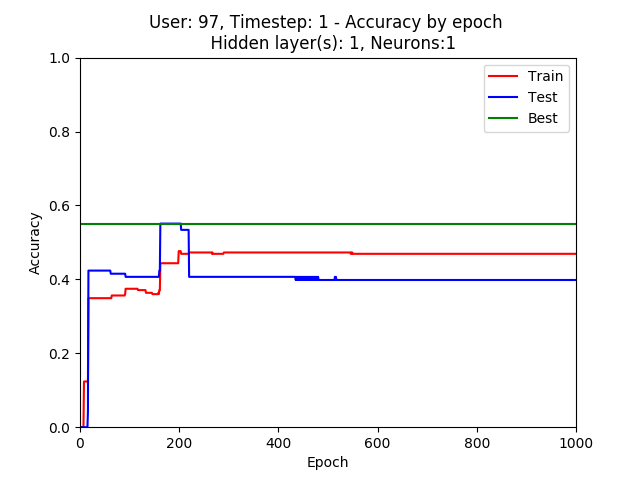 User: 97, Timestep: 1 - Accuracy by epoch
Hidden layer(s): 1, Neurons:1
1.0
0.8
0.6
0.4
0.2
0.0
Accuracy
Train
Test
Best
0 200 400 600 800 1000
Epoch